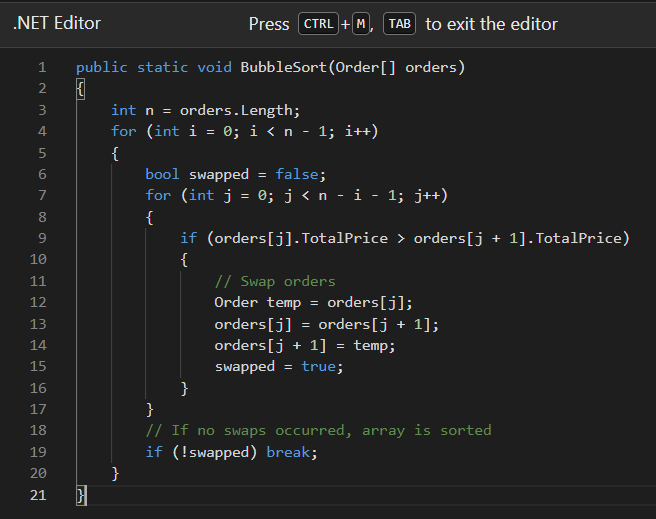 .NET Editor Press CTRL+M, TAB to exit the editor
1 public static void BubbleSort(Order[] orders)
2 {
3     int n = orders.Length;
4     for (int i = 0; i < n - 1; i++)
5     {
6         bool swapped = false;
7         for (int j = 0; j < n - i - 1; j++)
8         {
9             if (orders[j].TotalPrice > orders[j + 1].TotalPrice)
10             {
11                 // Swap orders
12                 Order temp = orders[j];
13                 orders[j] = orders[j + 1];
14                 orders[j + 1] = temp;
15                 swapped = true;
16             }
17         }
18         // If no swaps occurred, array is sorted
19         if (!swapped) break;
20     }
21 }